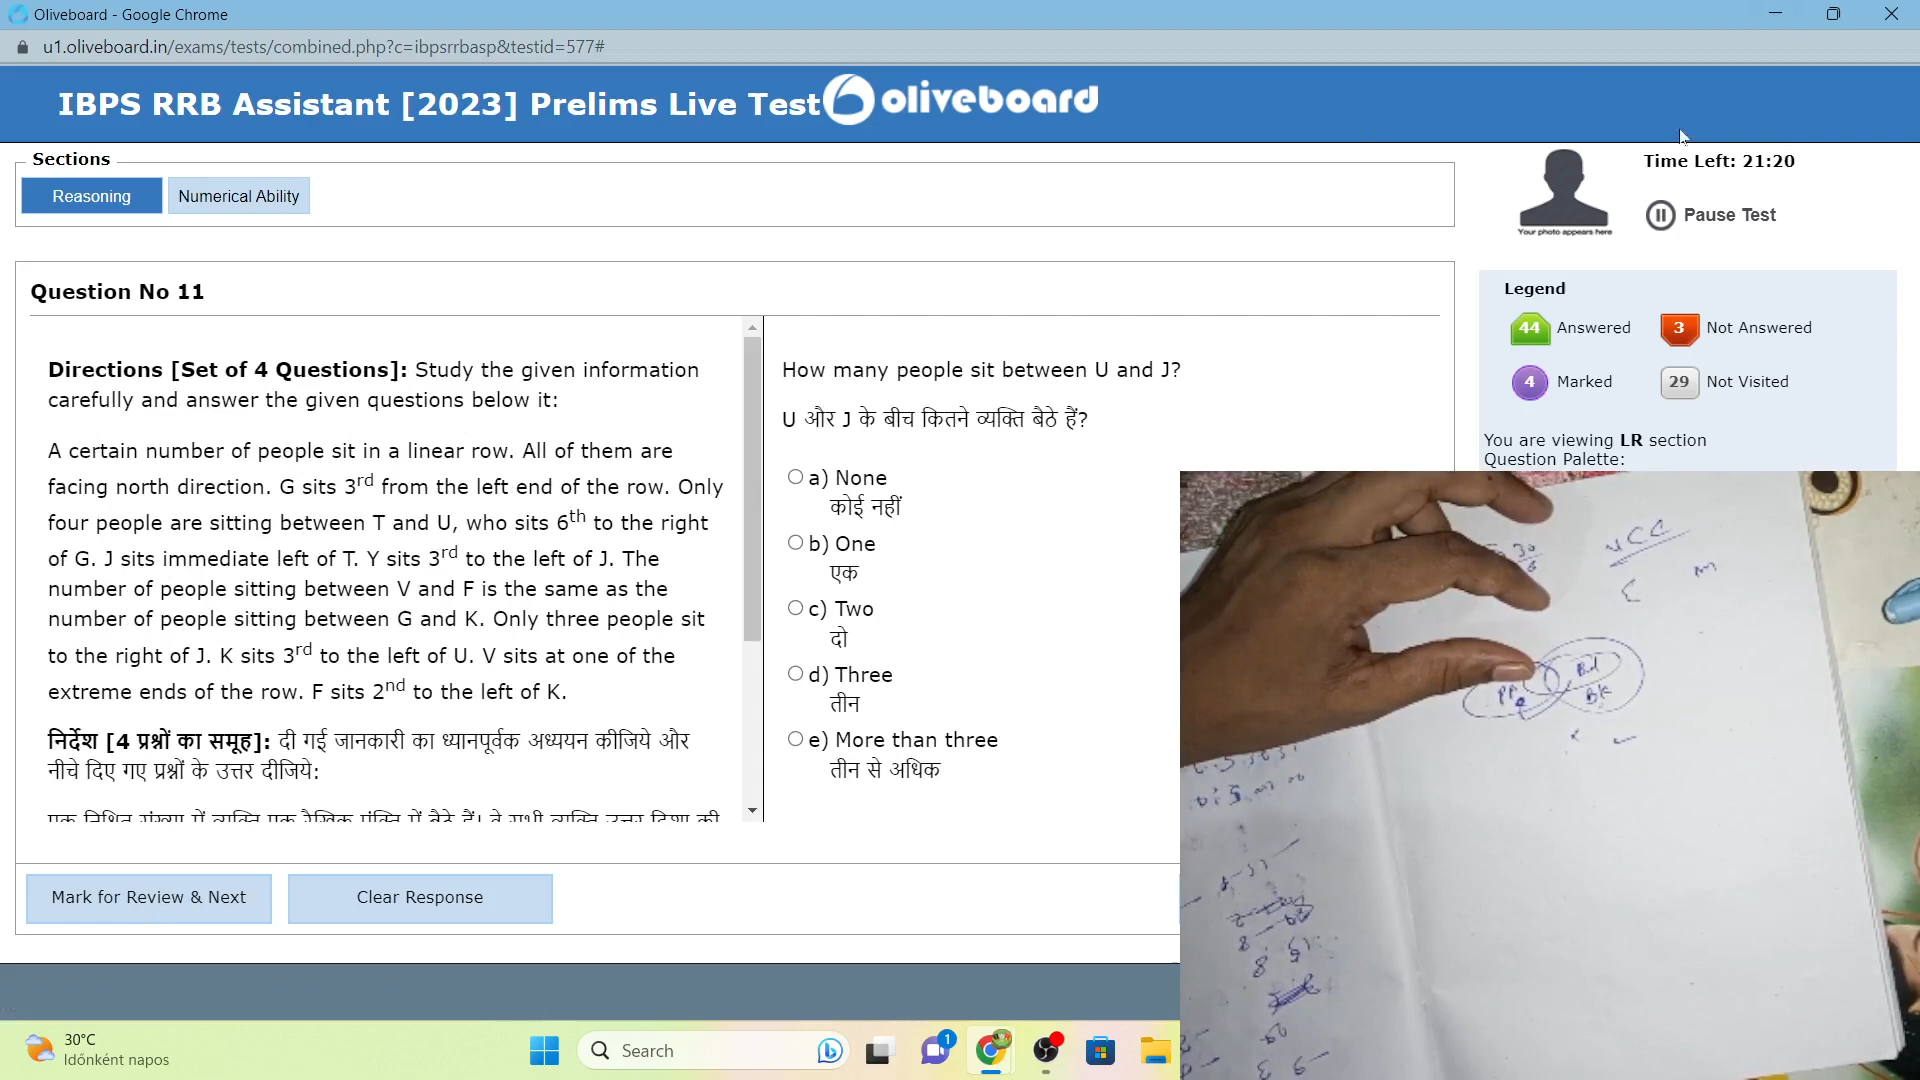 Oliveboard - Google Chrome
u1.oliveboard.in/exams/tests/combined.php?c=ibpsrrbasp&testid=577#
IBPS RRB Assistant [2023] Prelims Live Test oliveboard
Sections
Reasoning Numerical Ability
Your photo appears here
Time Left: 21:20
Pause Test
Question No 11
Directions [Set of 4 Questions]: Study the given information
carefully and answer the given questions below it:
A certain number of people sit in a linear row. All of them are
facing north direction. G sits 3rd from the left end of the row. Only
four people are sitting between T and U, who sits 6th to the right
of G. J sits immediate left of T. Y sits 3rd to the left of J. The
number of people sitting between V and F is the same as the
number of people sitting between G and K. Only three people sit
to the right of J. K sits 3rd to the left of U. V sits at one of the
extreme ends of the row. F sits 2nd to the left of K.
निर्देश [4 प्रश्नों का समूह]: दी गई जानकारी का ध्यानपूर्वक अध्ययन कीजिये और
नीचे दिए गए प्रश्नों के उत्तर दीजिये:
How many people sit between U and J?
U और J के बीच कितने व्यक्ति बैठे हैं?
a) None
कोई नहीं
b) One
एक
c) Two
दो
d) Three
तीन
e) More than three
तीन से अधिक
Legend
44 Answered 3 Not Answered
4 Marked 29 Not Visited
You are viewing LR section
Question Palette:
Mark for Review & Next Clear Response
30°C
Időnként napos
Search
1